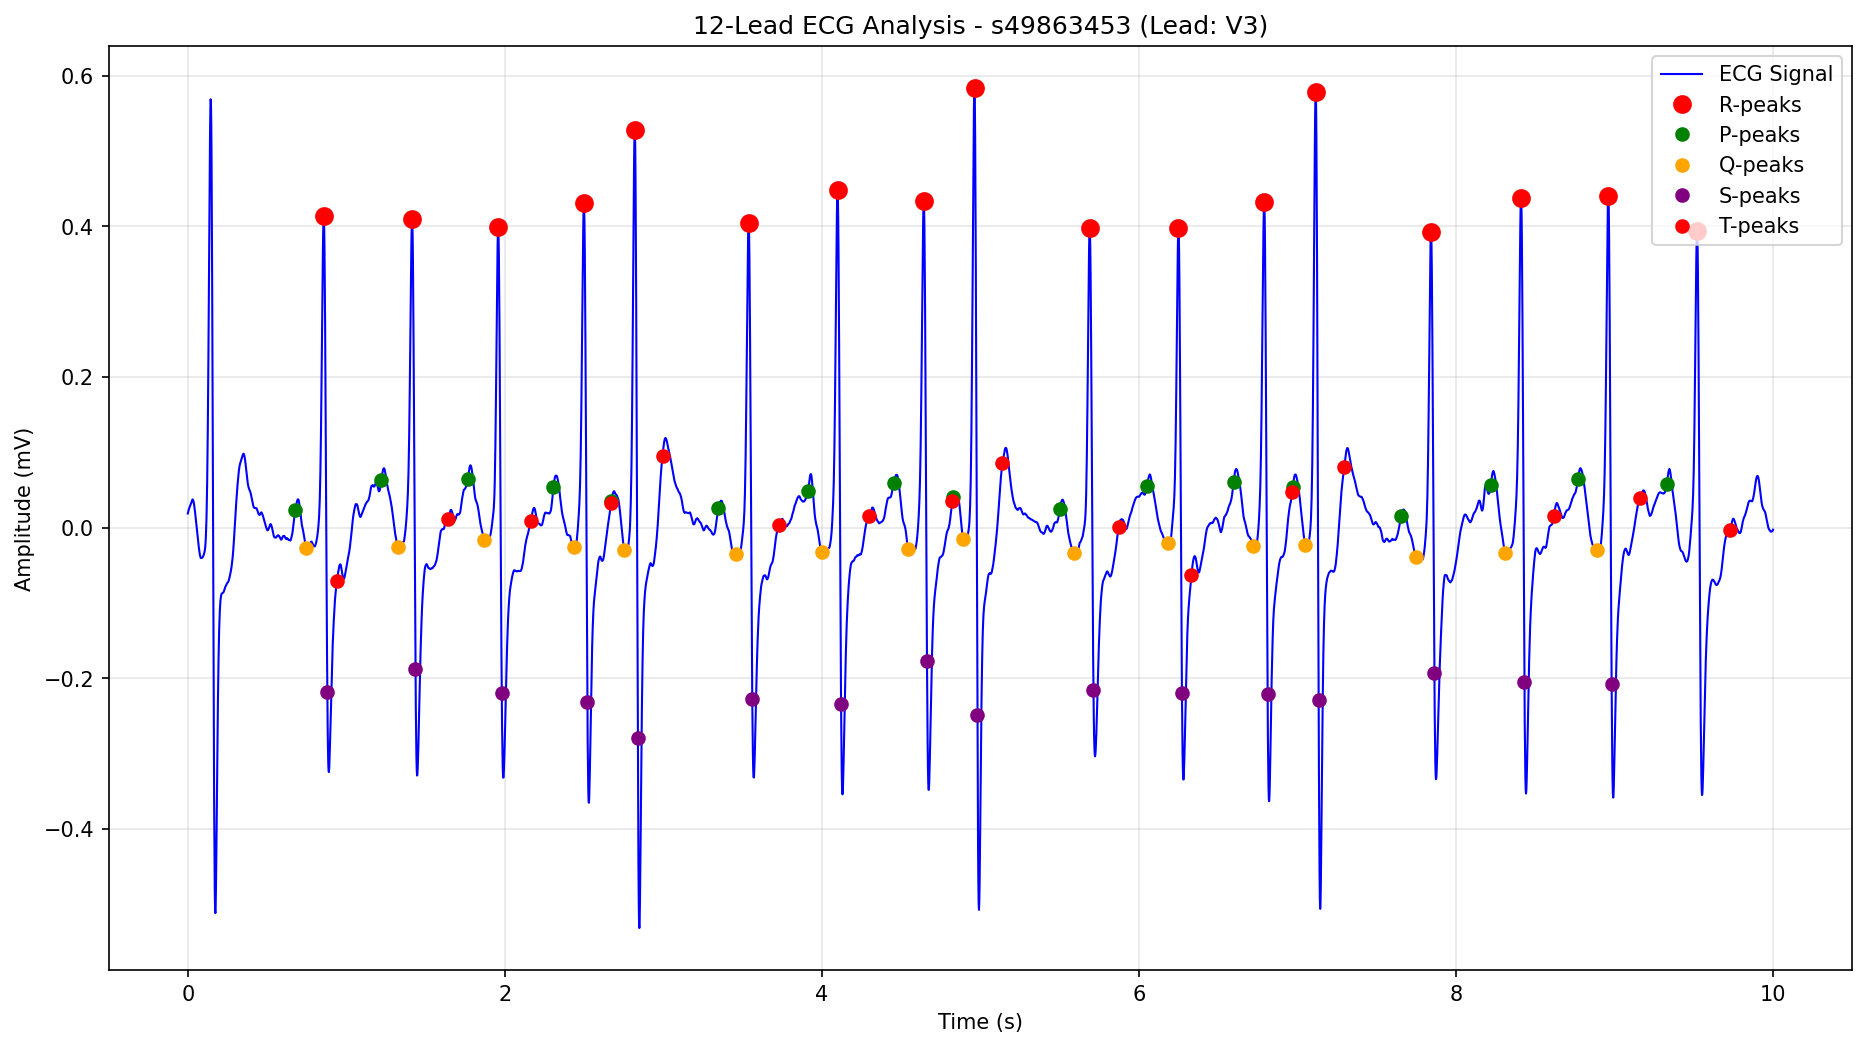 12-Lead ECG Analysis - s49863453 (Lead: V3)
ECG Signal
R-peaks
P-peaks
Q-peaks
S-peaks
T-peaks
Amplitude (mV)
0.6
0.4
0.2
0.0
−0.2
−0.4
0
2
4
6
8
10
Time (s)